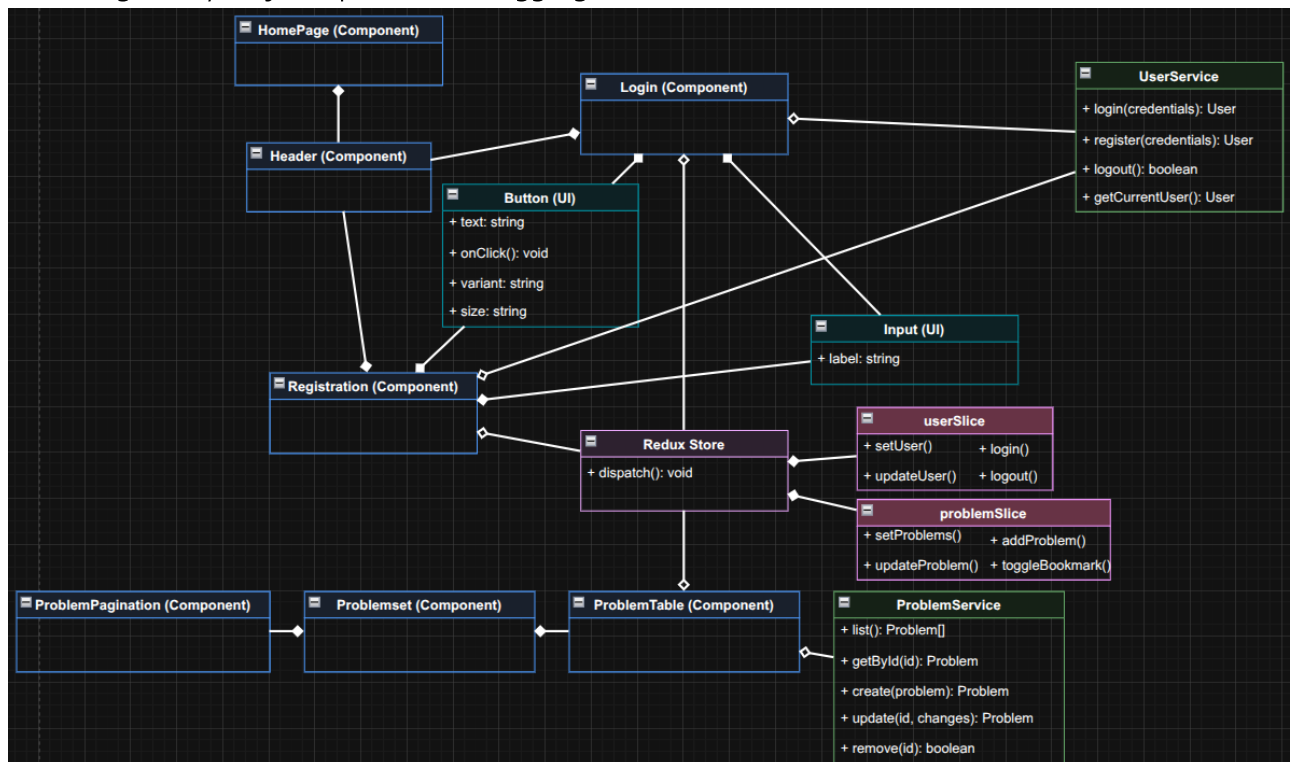 HomePage (Component)
Login (Component)
UserService
+ login(credentials): User
+ register(credentials): User
+ logout(): boolean
+ getCurrentUser(): User
Header (Component)
Button (UI)
+ text: string
+ onClick(): void
+ variant: string
+ size: string
Input (UI)
+ label: string
Registration (Component)
Redux Store
+ dispatch(): void
userSlice
+ setUser() + login()
+ updateUser() + logout()
problemSlice
+ setProblems() + addProblem()
+ updateProblem() + toggleBookmark()
ProblemPagination (Component)
Problemset (Component)
ProblemTable (Component)
ProblemService
+ list(): Problem[]
+ getById(id): Problem
+ create(problem): Problem
+ update(id, changes): Problem
+ remove(id): boolean